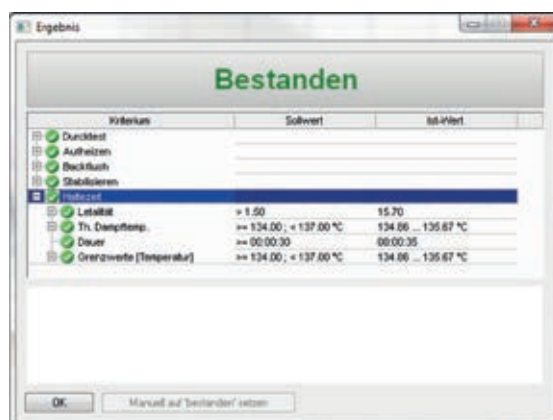 Ergebnis
Bestanden
Kriterium Sollwert Ist-Wert
Durcktest
Aufheizen
Backflush
Stabilisieren
Haltezeit
Letalität > 1.50 15.70
Th. Dampftemp. >= 134.00 ; < 137.00 °C 134.86 ... 135.67 °C
Dauer >= 00:00:30 00:00:35
Grenzwerte (Temperatur) >= 134.00 ; < 137.00 °C 134.86 ... 135.67 °C
OK Manuell auf 'bestanden' setzen